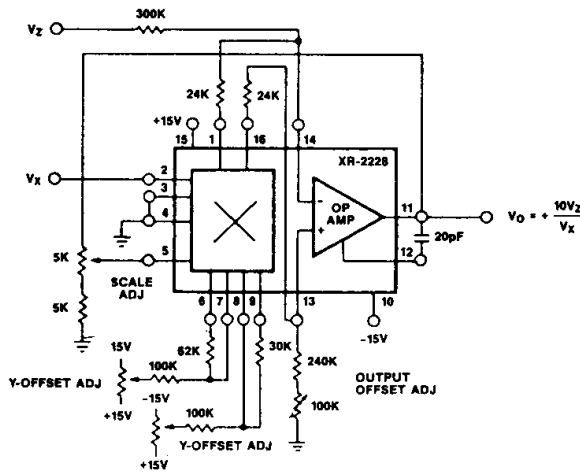 VZ
300K
24K
24K
+15V
15
1
16
14
XR-2228
VX
2
3
4
5
OP
AMP
-
+
11
VO = + 10VZ
VX
20pF
12
5K
SCALE
ADJ
5K
6
7
8
9
13
10
-15V
62K
30K
240K
OUTPUT
OFFSET ADJ
15V
100K
Y-OFFSET ADJ
-15V
+15V
100K
100K
Y-OFFSET ADJ
+15V